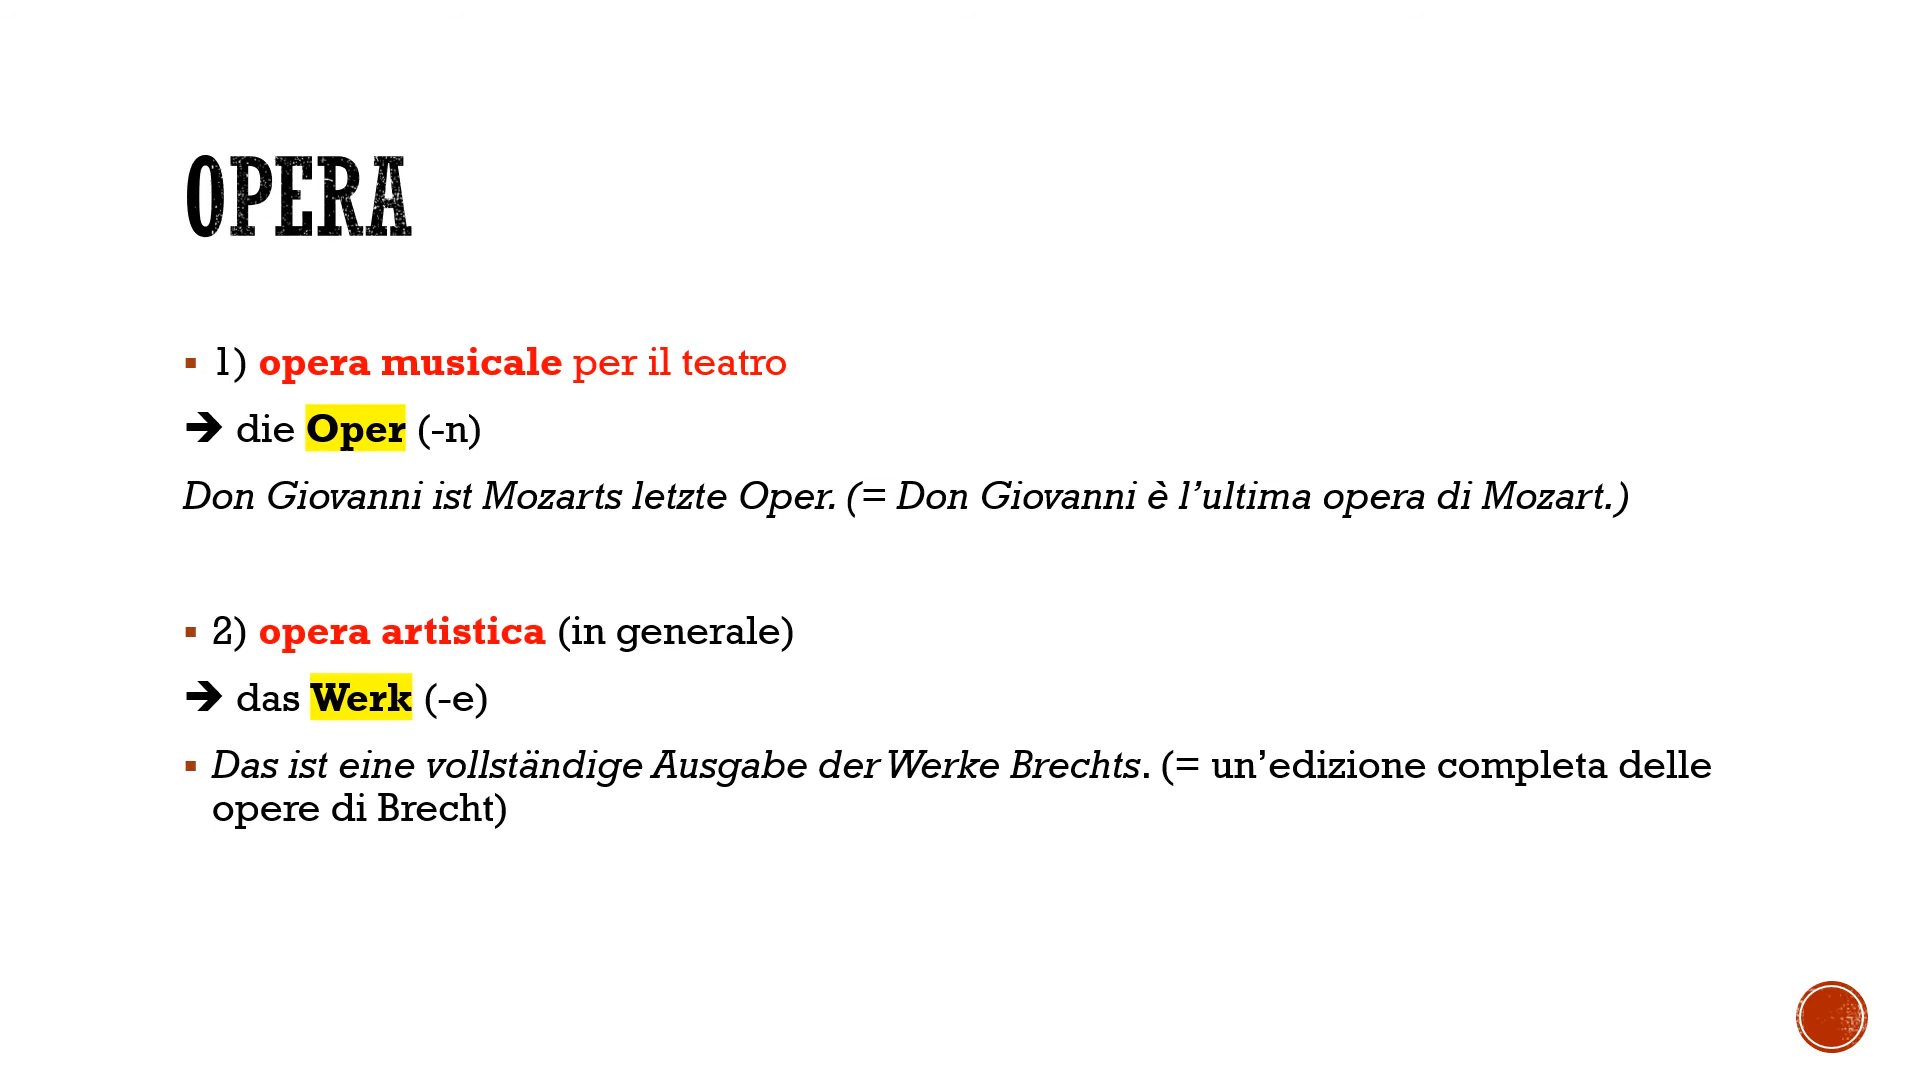 OPERA
▪ 1) opera musicale per il teatro
➔ die Oper (-n)
Don Giovanni ist Mozarts letzte Oper. (= Don Giovanni è l’ultima opera di Mozart.)
▪ 2) opera artistica (in generale)
➔ das Werk (-e)
▪ Das ist eine vollständige Ausgabe der Werke Brechts. (= un’edizione completa delle
opere di Brecht)